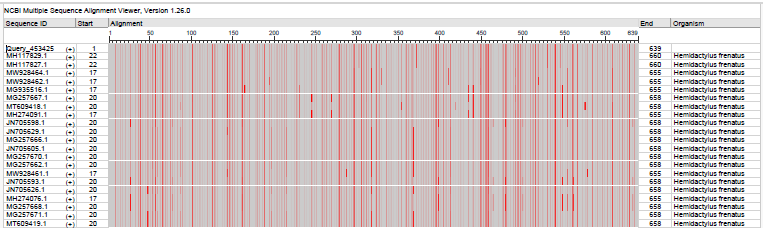 NCBI Multiple Sequence Alignment Viewer, Version 1.26.0
Sequence ID Start Alignment End Organism
1 50 100 150 200 250 300 350 400 450 500 550 600 639
Query_453425 (+) 1 639
MH117829.1 (+) 22 660 Hemidactylus frenatus
MH117827.1 (+) 22 660 Hemidactylus frenatus
MW928464.1 (+) 17 655 Hemidactylus frenatus
MW928462.1 (+) 17 655 Hemidactylus frenatus
MG935516.1 (+) 17 655 Hemidactylus frenatus
MG257667.1 (+) 20 658 Hemidactylus frenatus
MT609418.1 (+) 20 658 Hemidactylus frenatus
MH274091.1 (+) 17 655 Hemidactylus frenatus
JN705598.1 (+) 20 658 Hemidactylus frenatus
JN705629.1 (+) 20 658 Hemidactylus frenatus
MG257666.1 (+) 20 658 Hemidactylus frenatus
JN705605.1 (+) 20 658 Hemidactylus frenatus
MG257670.1 (+) 20 658 Hemidactylus frenatus
MG257662.1 (+) 20 658 Hemidactylus frenatus
MW928461.1 (+) 17 655 Hemidactylus frenatus
JN705593.1 (+) 20 658 Hemidactylus frenatus
JN705626.1 (+) 20 658 Hemidactylus frenatus
MH274076.1 (+) 17 655 Hemidactylus frenatus
MG257668.1 (+) 20 658 Hemidactylus frenatus
MG257671.1 (+) 20 658 Hemidactylus frenatus
MT609419.1 (+) 20 658 Hemidactylus frenatus